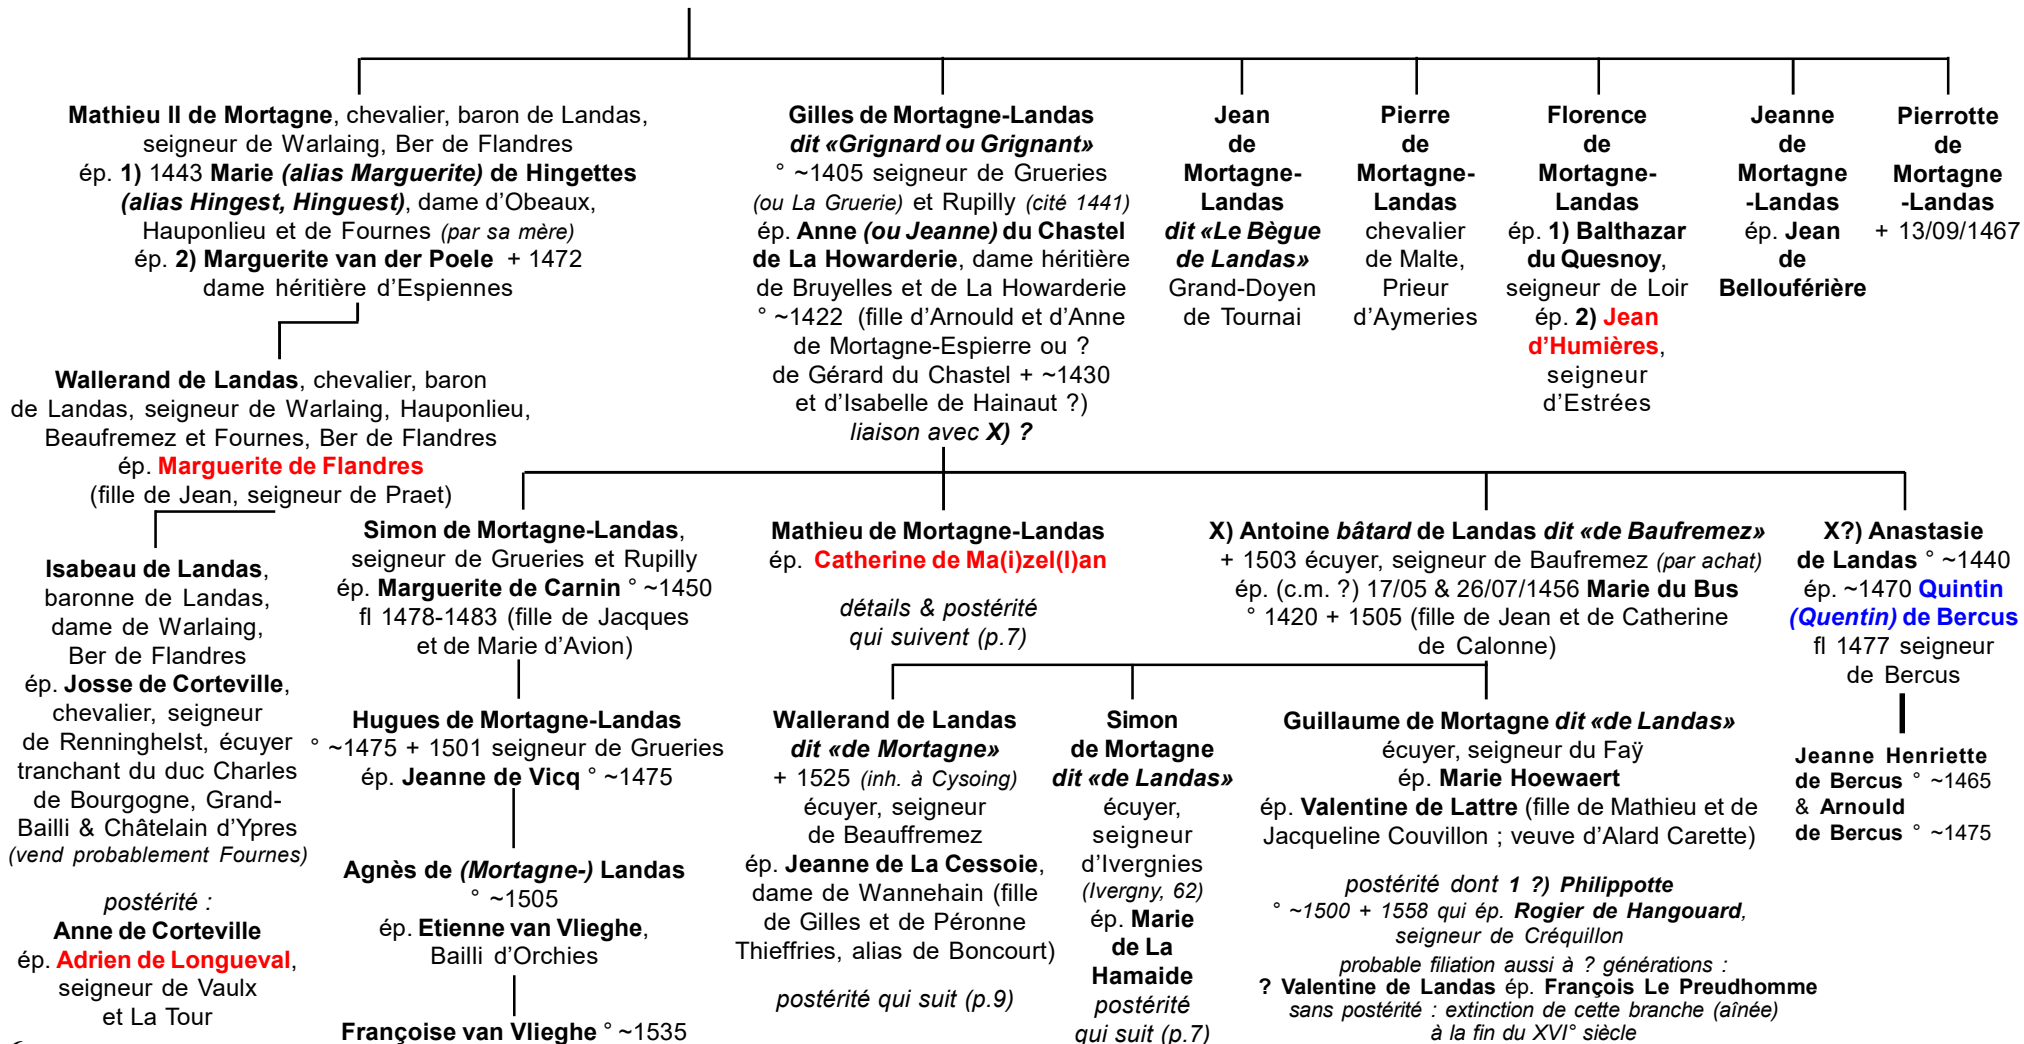 Mathieu II de Mortagne, chevalier, baron de Landas,
seigneur de Warlaing, Ber de Flandres
ép. 1) 1443 Marie (alias Marguerite) de Hingettes
(alias Hingest, Hinguest), dame d’Obeaux,
Hauponlieu et de Fournes (par sa mère)
ép. 2) Marguerite van der Poele + 1472
dame héritière d’Espiennes
Gilles de Mortagne-Landas
dit «Grignard ou Grignant»
° ~1405 seigneur de Grueries
(ou La Gruerie) et Rupilly (cité 1441)
ép. Anne (ou Jeanne) du Chastel
de La Howarderie, dame héritière
de Bruyelles et de La Howarderie
° ~1422 (fille d’Arnould et d’Anne
de Mortagne-Espierre ou ?
de Gérard du Chastel + ~1430
et d’Isabelle de Hainaut ?)
liaison avec X) ?
Jean
de
Mortagne-
Landas
dit «Le Bègue
de Landas»
Grand-Doyen
de Tournai
Pierre
de
Mortagne-
Landas
chevalier
de Malte,
Prieur
d’Aymeries
Florence
de
Mortagne-
Landas
ép. 1) Balthazar
du Quesnoy,
seigneur de Loir
ép. 2) Jean
d’Humières,
seigneur
d’Estrées
Jeanne
de
Mortagne
-Landas
ép. Jean
de
Bellouférière
Pierrotte
de
Mortagne
-Landas
+ 13/09/1467
Wallerand de Landas, chevalier, baron
de Landas, seigneur de Warlaing, Hauponlieu,
Beaufremez et Fournes, Ber de Flandres
ép. Marguerite de Flandres
(fille de Jean, seigneur de Praet)
Isabeau de Landas,
baronne de Landas,
dame de Warlaing,
Ber de Flandres
ép. Josse de Corteville,
chevalier, seigneur
de Renninghelst, écuyer
tranchant du duc Charles
de Bourgogne, Grand-
Bailli & Châtelain d’Ypres
(vend probablement Fournes)
postérité :
Anne de Corteville
ép. Adrien de Longueval,
seigneur de Vaulx
et La Tour
Simon de Mortagne-Landas,
seigneur de Grueries et Rupilly
ép. Marguerite de Carnin ° ~1450
fl 1478-1483 (fille de Jacques
et de Marie d’Avion)
Hugues de Mortagne-Landas
° ~1475 + 1501 seigneur de Grueries
ép. Jeanne de Vicq ° ~1475
Agnès de (Mortagne-) Landas
° ~1505
ép. Etienne van Vlieghe,
Bailli d’Orchies
Françoise van Vlieghe ° ~1535
Mathieu de Mortagne-Landas
ép. Catherine de Ma(i)zel(l)an
détails & postérité
qui suivent (p.7)
X) Antoine bâtard de Landas dit «de Baufremez»
+ 1503 écuyer, seigneur de Baufremez (par achat)
ép. (c.m. ?) 17/05 & 26/07/1456 Marie du Bus
° 1420 + 1505 (fille de Jean et de Catherine
de Calonne)
X?) Anastasie
de Landas ° ~1440
ép. ~1470 Quintin
(Quentin) de Bercus
fl 1477 seigneur
de Bercus
Wallerand de Landas
dit «de Mortagne»
+ 1525 (inh. à Cysoing)
écuyer, seigneur
de Beauffremez
ép. Jeanne de La Cessoie,
dame de Wannehain (fille
de Gilles et de Péronne
Thieffries, alias de Boncourt)
postérité qui suit (p.9)
Simon
de Mortagne
dit «de Landas»
écuyer,
seigneur
d’Ivergnies
(Ivergny, 62)
ép. Marie
de La
Hamaide
postérité
qui suit (p.7)
Guillaume de Mortagne dit «de Landas»
écuyer, seigneur du Faÿ
ép. Marie Hoewaert
ép. Valentine de Lattre (fille de Mathieu et de
Jacqueline Couvillon ; veuve d’Alard Carette)
postérité dont 1 ?) Philippotte
° ~1500 + 1558 qui ép. Rogier de Hangouard,
seigneur de Créquillon
probable filiation aussi à ? générations :
? Valentine de Landas ép. François Le Preudhomme
sans postérité : extinction de cette branche (aînée)
à la fin du XVI° siècle
Jeanne Henriette
de Bercus ° ~1465
& Arnould
de Bercus ° ~1475